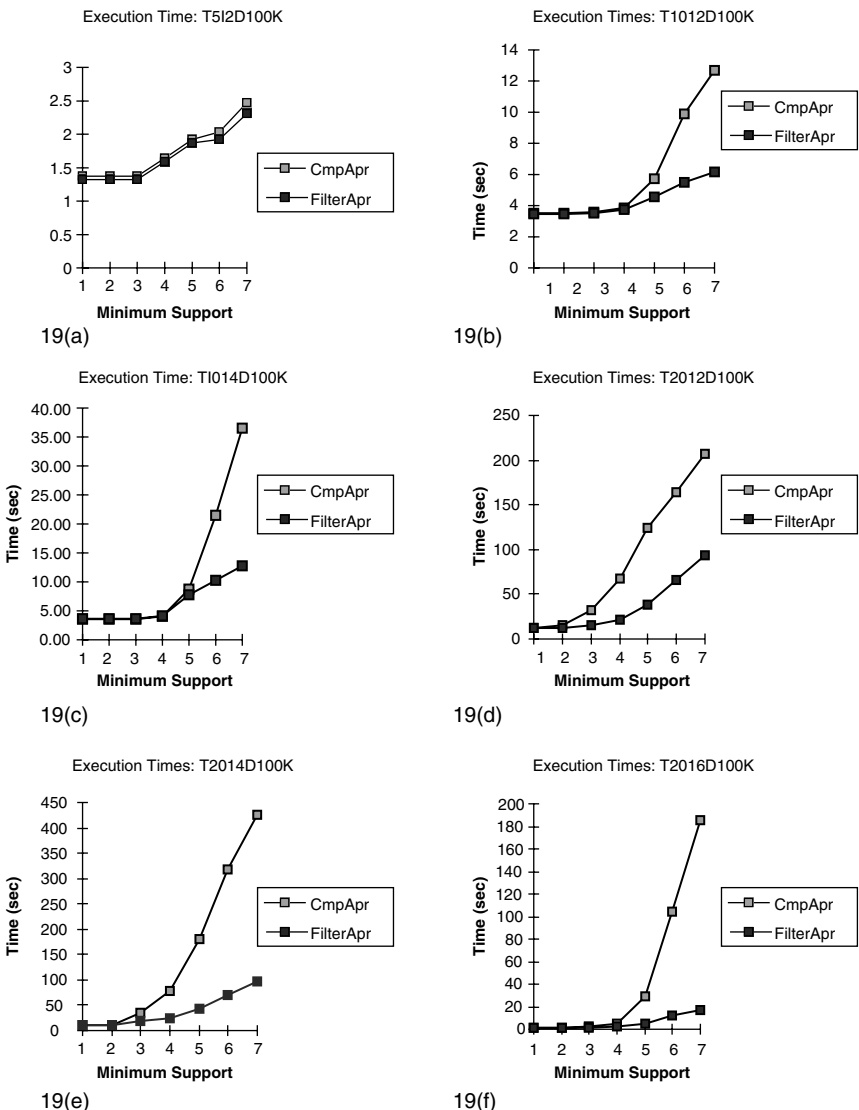 Execution Time: T5I2D100K
3
2.5
2
1.5
1
0.5
0
1 2 3 4 5 6 7
Minimum Support
CmpApr
FilterApr
19(a)
Execution Times: T1012D100K
Time (sec)
14
12
10
8
6
4
2
0
1 2 3 4 5 6 7
Minimum Support
CmpApr
FilterApr
19(b)
Execution Time: TI014D100K
Time (sec)
40.00
35.00
30.00
25.00
20.00
15.00
10.00
5.00
0.00
1 2 3 4 5 6 7
Minimum Support
CmpApr
FilterApr
19(c)
Execution Times: T2012D100K
Time (sec)
250
200
150
100
50
0
1 2 3 4 5 6 7
Minimum Support
CmpApr
FilterApr
19(d)
Execution Times: T2014D100K
Time (sec)
450
400
350
300
250
200
150
100
50
0
1 2 3 4 5 6 7
Minimum Support
CmpApr
FilterApr
19(e)
Execution Times: T2016D100K
Time (sec)
200
180
160
140
120
100
80
60
40
20
0
1 2 3 4 5 6 7
Minimum Support
CmpApr
FilterApr
19(f)